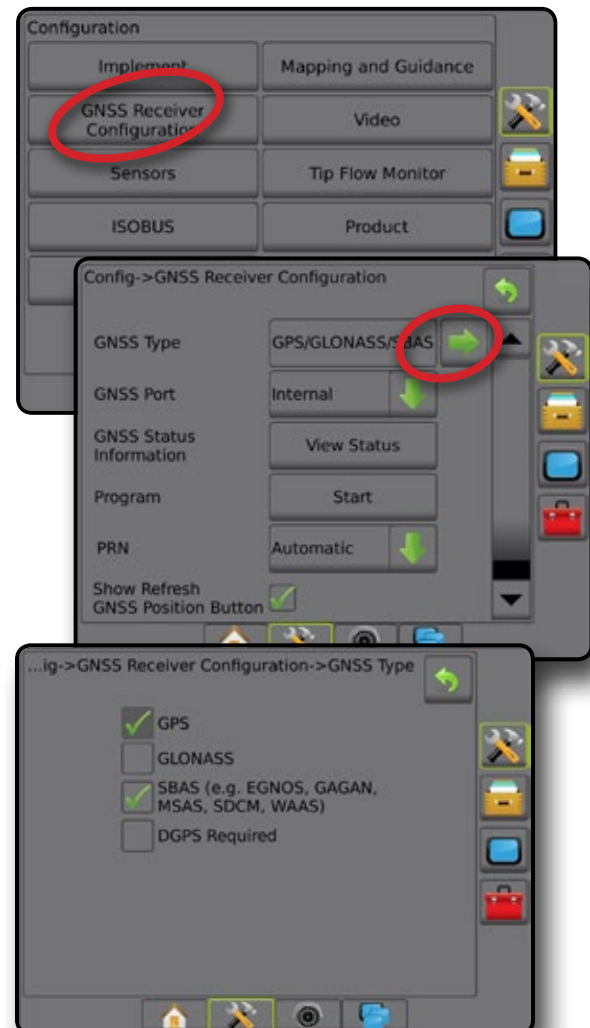 Configuration
Implement
Mapping and Guidance
GNSS Receiver
Configuration
Video
Sensors
Tip Flow Monitor
ISOBUS
Product
Config->GNSS Receiver Configuration
GNSS Type
GPS/GLONASS/SBAS
GNSS Port
Internal
GNSS Status
Information
View Status
Program
Start
PRN
Automatic
Show Refresh
GNSS Position Button
...ig->GNSS Receiver Configuration->GNSS Type
GPS
GLONASS
SBAS (e.g. EGNOS, GAGAN,
MSAS, SDCM, WAAS)
DGPS Required